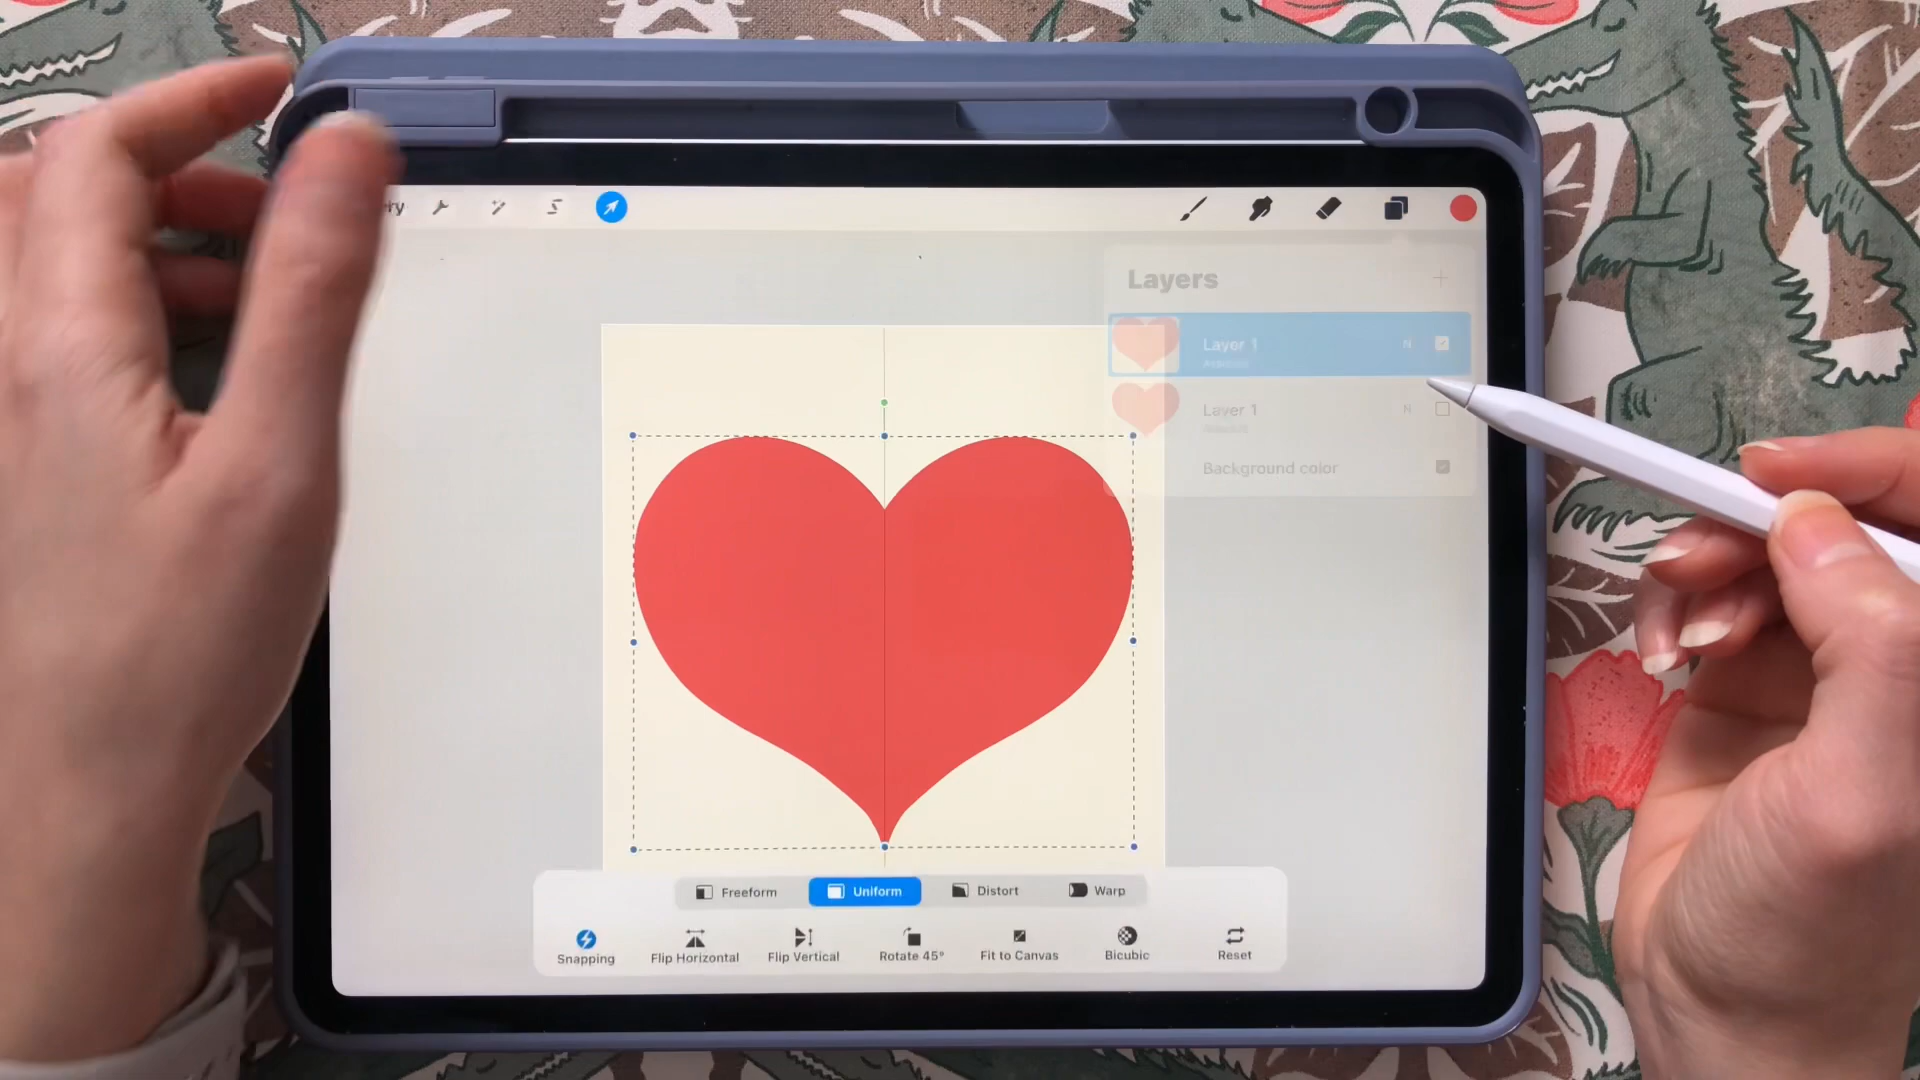 ry
Layers
+
Layer 1 N
Layer 1 N
Background color
Freeform Uniform Distort Warp
Snapping Flip Horizontal Flip Vertical Rotate 45° Fit to Canvas Bicubic Reset